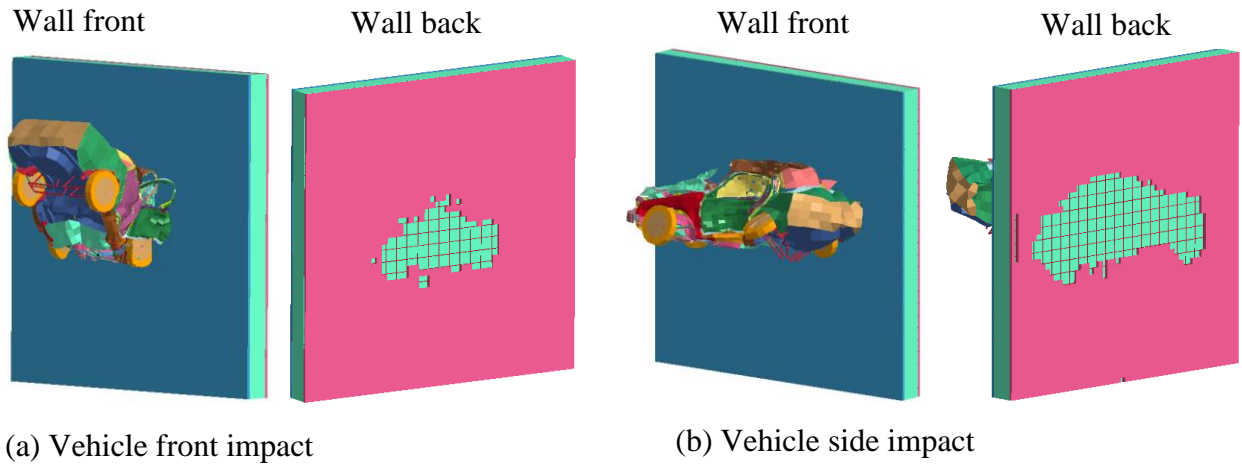 Wall front
Wall back
Wall front
Wall back
(a) Vehicle front impact
(b) Vehicle side impact